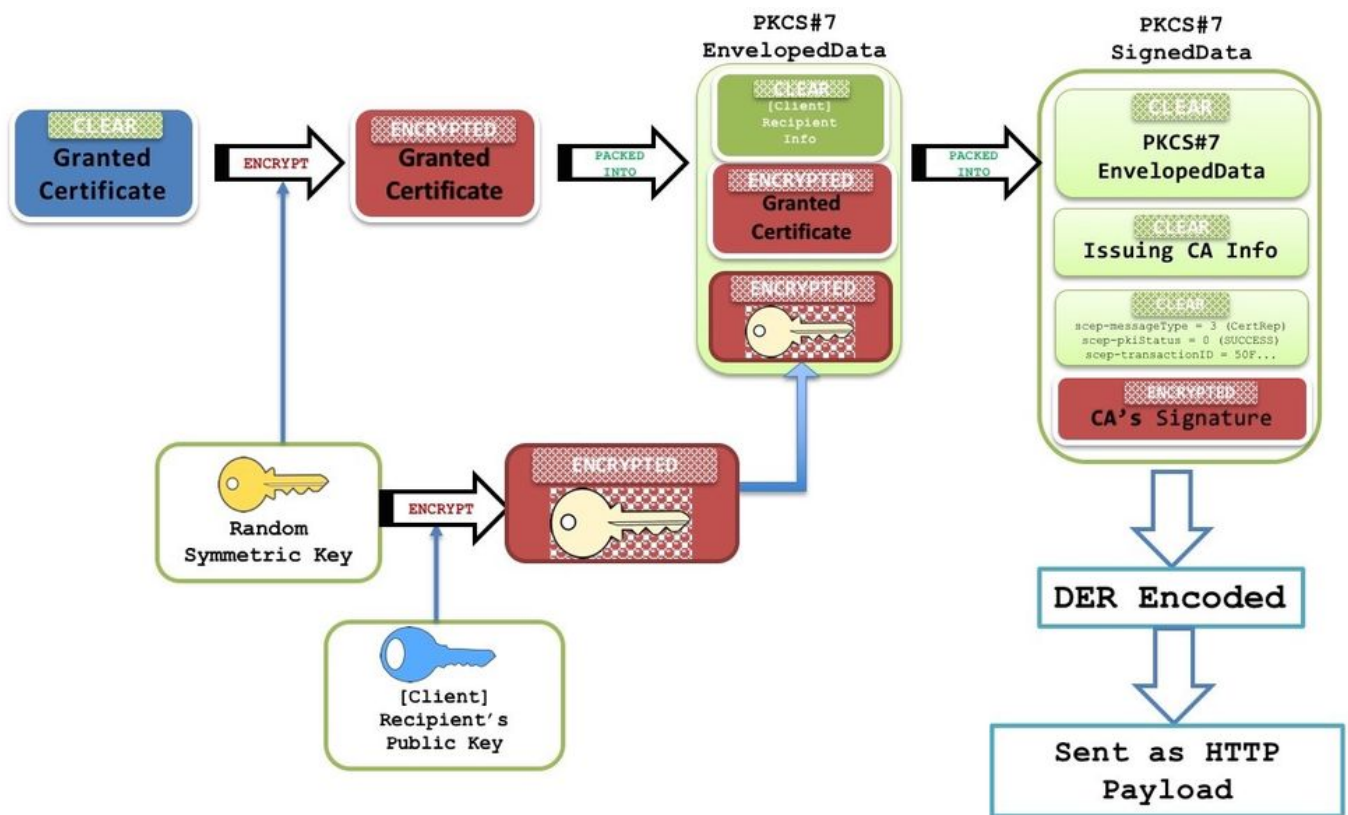 PKCS#7
EnvelopedData
PKCS#7
SignedData
CLEAR
Granted
Certificate
ENCRYPT
ENCRYPTED
Granted
Certificate
PACKED
INTO
CLEAR
[Client]
Recipient
Info
ENCRYPTED
Granted
Certificate
ENCRYPTED
PACKED
INTO
CLEAR
PKCS#7
EnvelopedData
CLEAR
Issuing CA Info
CLEAR
scep-messageType = 3 (CertRep)
scep-pkiStatus = 0 (SUCCESS)
scep-transactionID = 50F...
ENCRYPTED
CA's Signature
Random
Symmetric Key
ENCRYPT
ENCRYPTED
[Client]
Recipient's
Public Key
DER Encoded
Sent as HTTP
Payload